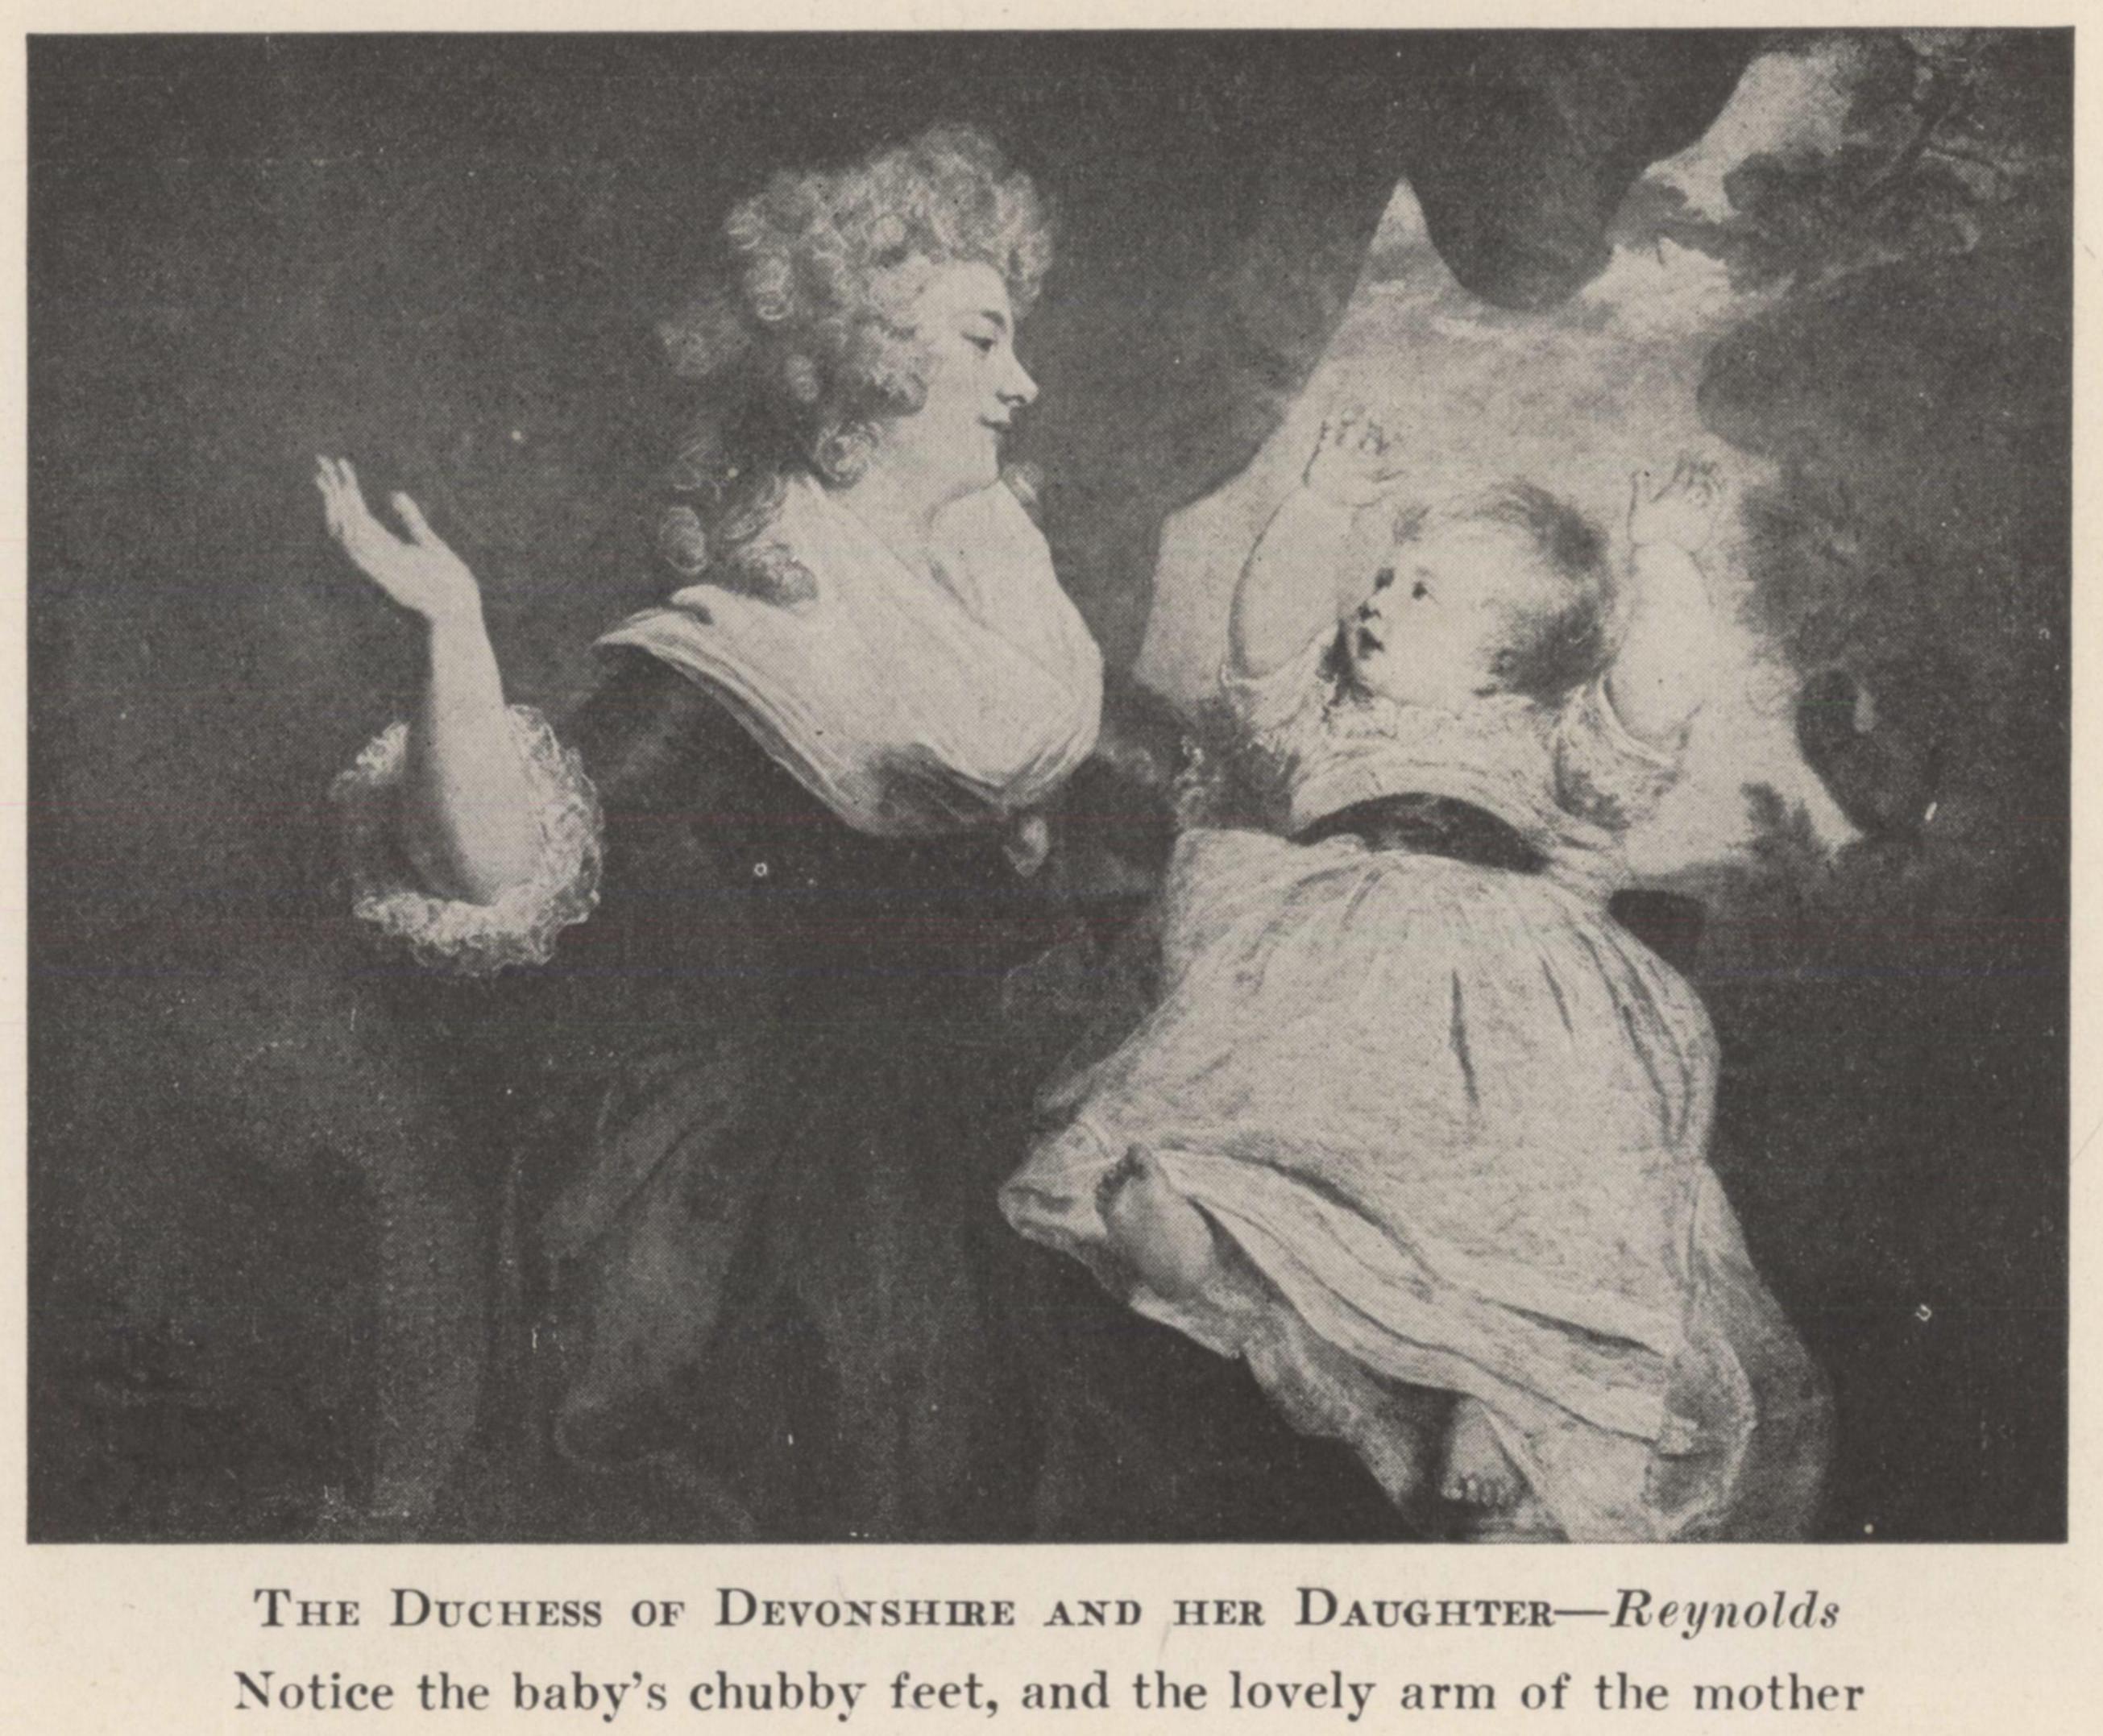 THE DUCHESS OF DEVONSHIRE AND HER DAUGHTER—Reynolds
Notice the baby's chubby feet, and the lovely arm of the mother